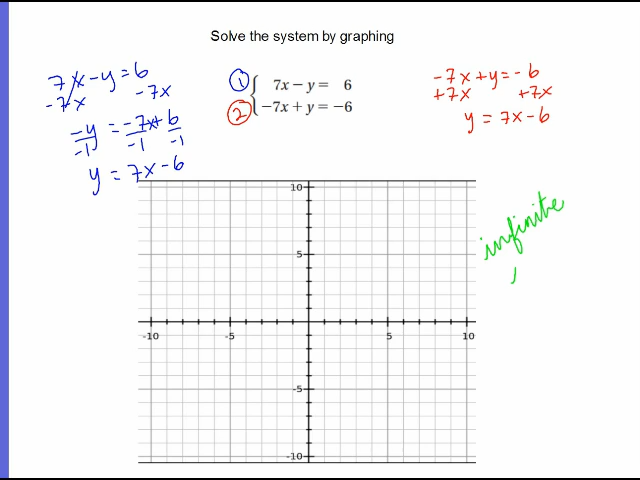 Solve the system by graphing
7x - y = 6
-7x -7x
-y = -7x + 6
-1 -1 -1
y = 7x - 6
1 7x − y = 6
2 −7x + y = −6
-7x + y = -6
+7x +7x
y = 7x - 6
infinite
10
5
-10 -5 5 10
-5
-10